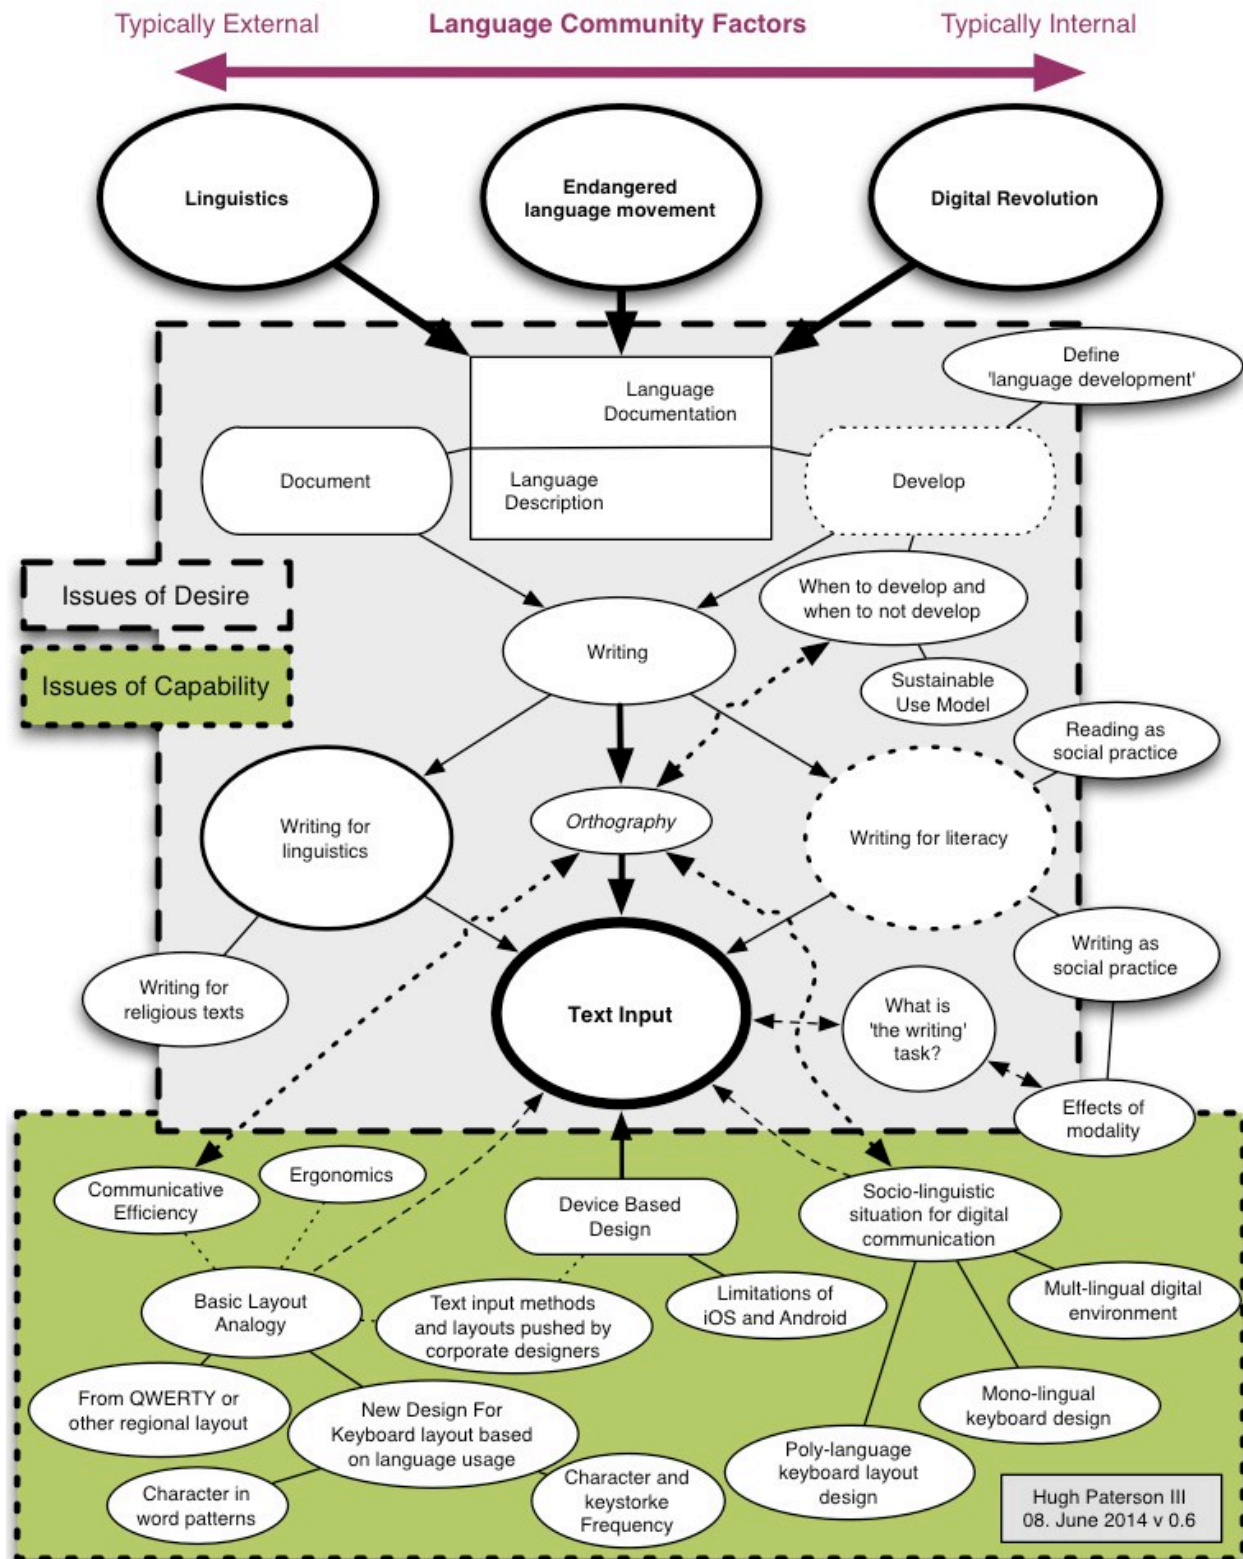 Typically External
Language Community Factors
Typically Internal
Linguistics
Endangered
language movement
Digital Revolution
Define
'language development'
Language
Documentation
Document
Language
Description
Develop
Issues of Desire
When to develop and
when to not develop
Writing
Issues of Capability
Sustainable
Use Model
Reading as
social practice
Writing for
linguistics
Orthography
Writing for literacy
Writing as
social practice
Writing for
religious texts
Text Input
What is
'the writing'
task?
Effects of
modality
Communicative
Efficiency
Ergonomics
Device Based
Design
Socio-linguistic
situation for digital
communication
Basic Layout
Analogy
Text input methods
and layouts pushed by
corporate designers
Limitations of
iOS and Android
Mult-lingual digital
environment
From QWERTY or
other regional layout
New Design For
Keyboard layout based
on language usage
Mono-lingual
keyboard design
Poly-language
keyboard layout
design
Character in
word patterns
Character and
keystorke
Frequency
Hugh Paterson III
08. June 2014 v 0.6